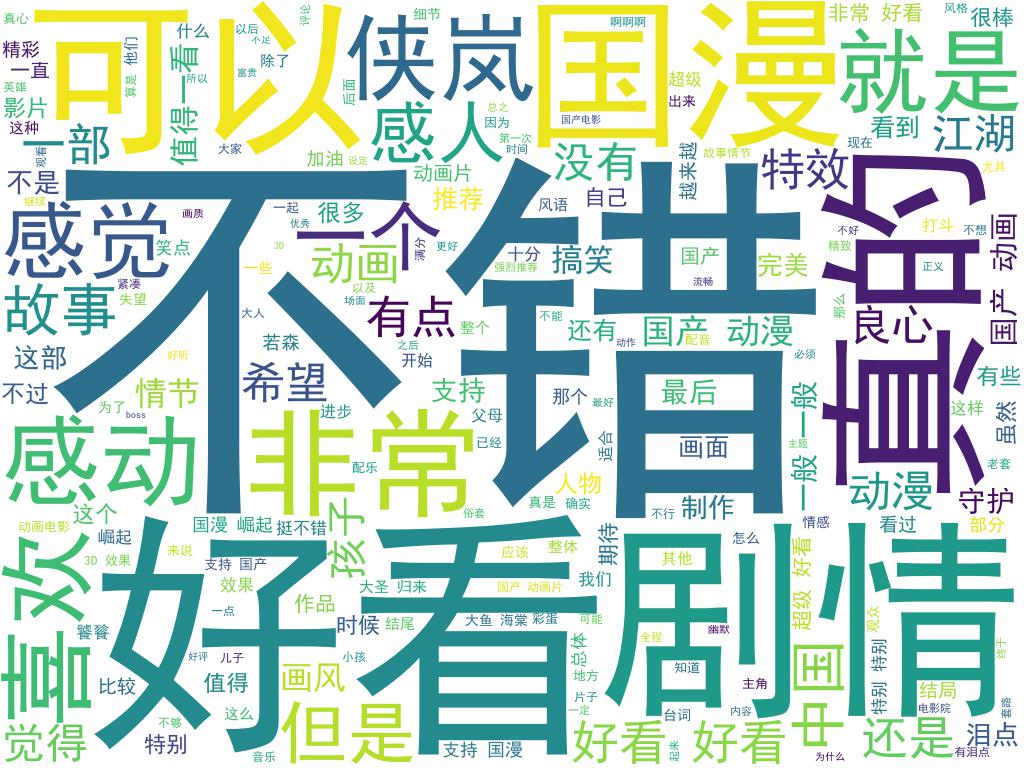 可以
侠岚
国漫
就是
真心
精彩
一直
英雄
影片
这种
一部
他们
算是
什么
值得一看
所以
以后
不足
富贵
除了
评论
细节
后面
大家
感人
总之
因为
第一次
时间
啊啊啊
国产电影
超级
出来
非常 好看
风格
很棒
看到
江湖
现在
观看
不是
继续
加油
设定
动画片
推荐
没有
自己
越来越
故事情节
特效
尤其
感觉
画质
笑点
一起
优秀
很多
一个
满分
更好
风语
十分
强烈推荐
搞笑
国产
流畅
完美
不好
精致
打斗
不想
正义
国产 动画
真的
不错
3D
一些
动画
以及
场面
故事
紧凑
失望
大人
有点
整个
不能
还有
国产 动漫
配音
动作
那么
良心
这部
好听
若森
之后
开始
必须
不过
情节
希望
支持
父母
那个
最好
最后
有些
为了
boss
进步
已经
适合
画面
主题
一般 一般
这样
虽然
老套
感动
非常
配乐
俗套
人物
真是
确实
不行
制作
动漫
守护
这个
动画电影
崛起
国漫 崛起
挺不错
孩子
应该
整体
期待
怎么
情感
看过
部分
喜欢
3D 效果
来说
支持 国产
效果
大圣 归来
国产 动画片
我们
其他
超级 好看
观众
终于
好看
剧情
饕餮
一点
作品
时候
结尾
大鱼 海棠
彩蛋
可能
全程
幽默
好评
儿子
小孩
总体
地方
知道
主角
中国
特别 特别
结局
电影院
套路
比较
值得
画风
片子
一定
台词
内容
不够
这么
觉得
特别
音乐
但是
支持 国漫
好看 好看
起来
为什么
还是
泪点
有泪点